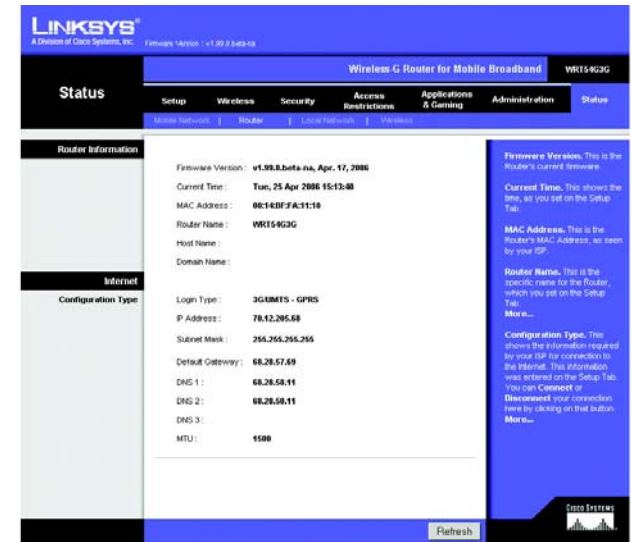 LINKSYS®
A Division of Cisco Systems, Inc.
Firmware Version : v1.99.8.beta-na
Wireless-G Router for Mobile Broadband
WRT54G3G
Status
Setup
Wireless
Security
Access Restrictions
Applications & Gaming
Administration
Status
Mobile Network | Router | Local Network | Wireless
Router Information
Firmware Version : v1.99.8.beta-na, Apr. 17, 2006
Current Time : Tue, 25 Apr 2006 15:13:40
MAC Address : 00:14:BF:FA:11:10
Router Name : WRT54G3G
Host Name :
Domain Name :
Internet
Configuration Type
Login Type : 3G/UMTS - GPRS
IP Address : 70.12.205.68
Subnet Mask : 255.255.255.255
Default Gateway : 68.28.57.69
DNS 1 : 68.28.58.11
DNS 2 : 68.28.50.11
DNS 3 :
MTU : 1500
Firmware Version. This is the
Router's current firmware.
Current Time. This shows the
time, as you set on the Setup
Tab.
MAC Address. This is the
Router's MAC Address, as seen
by your ISP.
Router Name. This is the
specific name for the Router,
which you set on the Setup
Tab.
More...
Configuration Type. This
shows the information required
by your ISP for connection to
the Internet. This information
was entered on the Setup Tab.
You can Connect or
Disconnect your connection
here by clicking on that button.
More...
Refresh
CISCO SYSTEMS